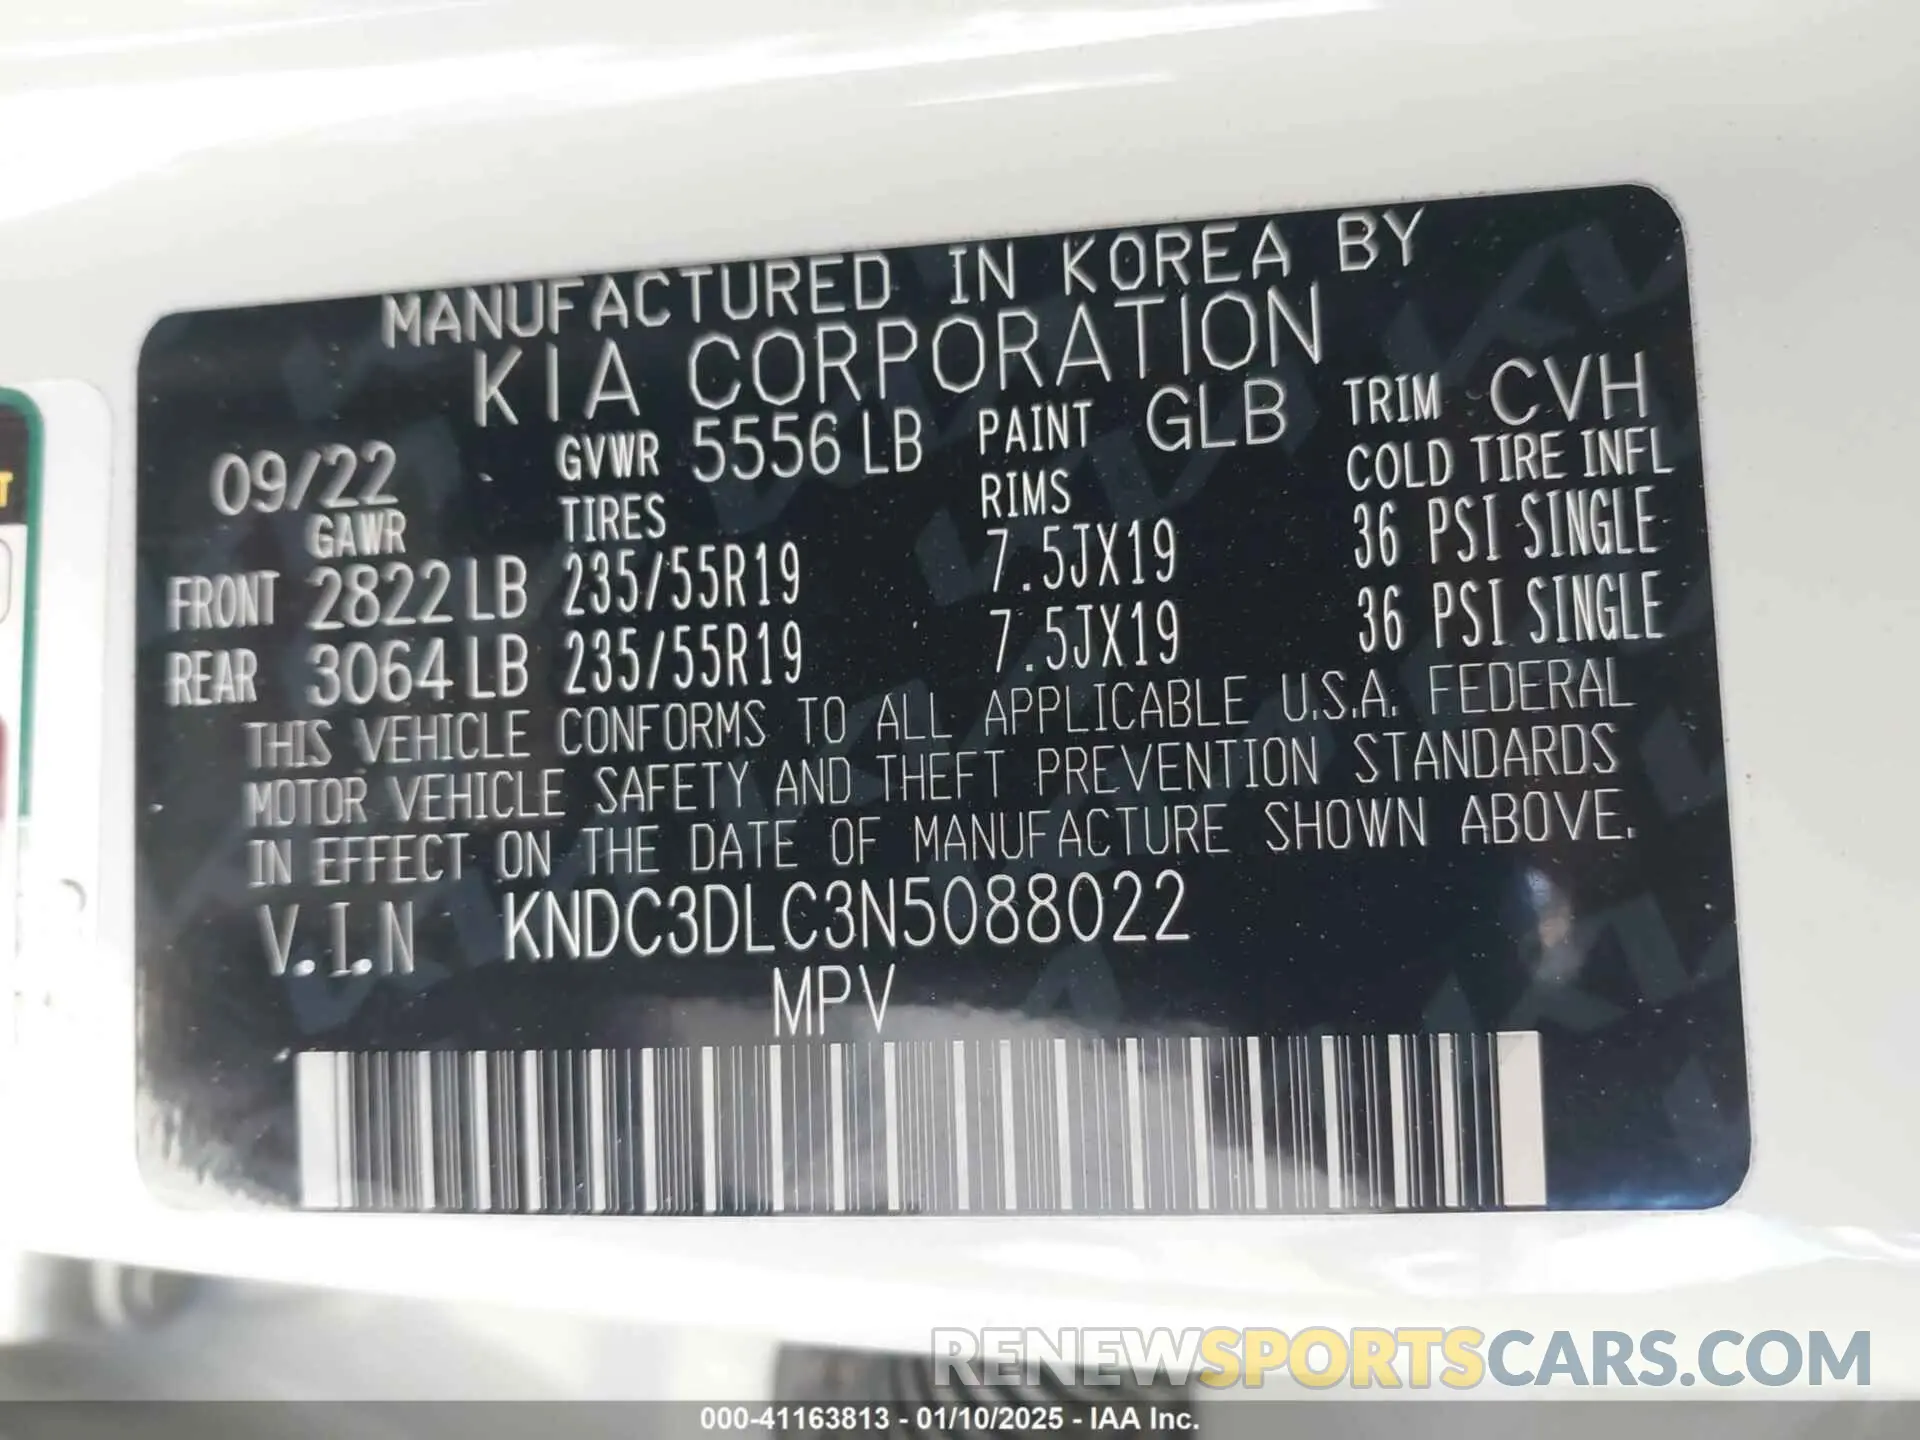 MANUFACTURED IN KOREA BY
KIA CORPORATION
09/22 GVWR 5556 LB PAINT GLB TRIM CVH
GAWR TIRES RIMS COLD TIRE INFL
FRONT 2822 LB 235/55R19 7.5JX19 36 PSI SINGLE
REAR 3064 LB 235/55R19 7.5JX19 36 PSI SINGLE
THIS VEHICLE CONFORMS TO ALL APPLICABLE U.S.A. FEDERAL
MOTOR VEHICLE SAFETY AND THEFT PREVENTION STANDARDS
IN EFFECT ON THE DATE OF MANUFACTURE SHOWN ABOVE.
V.I.N KNDC3DLC3N5088022
MPV
T
RENEWSPORTSCARS.COM
000-41163813 - 01/10/2025 - IAA Inc.